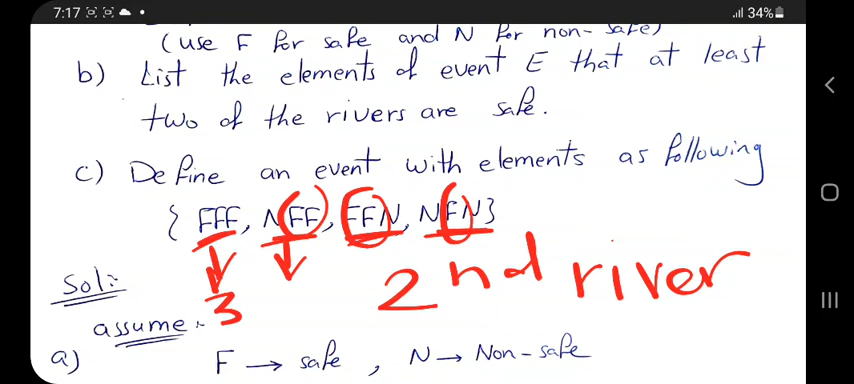 7:17 34%
(use F for safe and N for non-safe)
b) List the elements of event E that at least
two of the rivers are safe.
c) Define an event with elements as following
{ FFF, NFF, FFN, NFN}
2nd river
3
Sol:
assume:-
a) F → safe, N → Non-safe